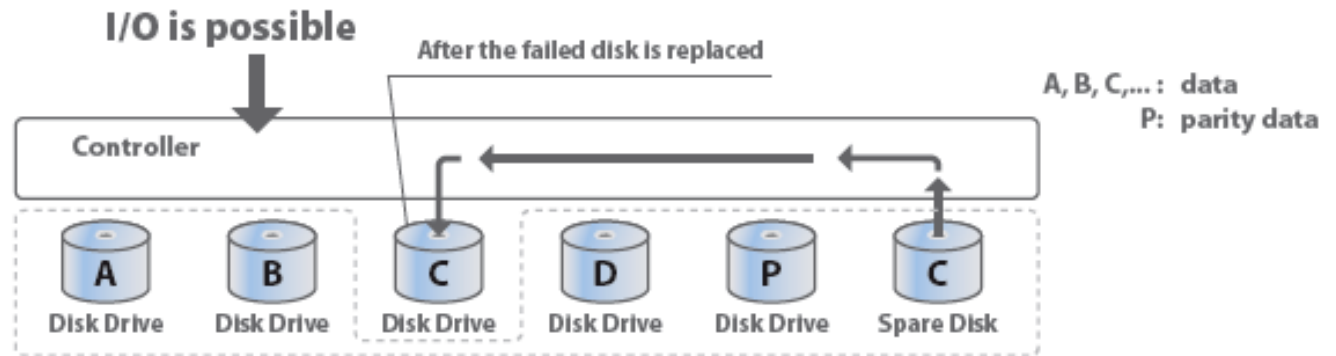 I/O is possible
After the failed disk is replaced
A, B, C,... : data
P: parity data
Controller
A B C D P C
Disk Drive Disk Drive Disk Drive Disk Drive Disk Drive Spare Disk